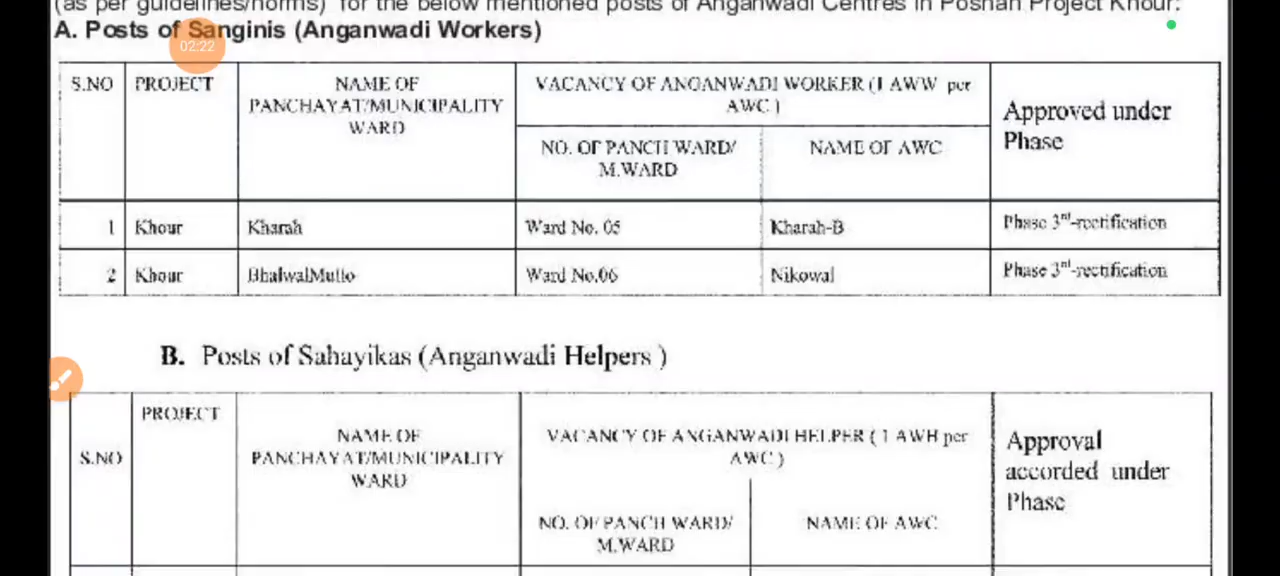 (as per guidelines/norms) for the below mentioned posts of Anganwadi Centres in Poshan Project Khour:
A. Posts of Sanginis (Anganwadi Workers)
02:22
S.NO PROJECT NAME OF PANCHAYAT/MUNICIPALITY WARD VACANCY OF ANGANWADI WORKER (1 AWW per AWC ) Approved under Phase
NO. OF PANCH WARD/ M.WARD NAME OF AWC
1 Khour Kharah Ward No. 05 Kharah-B Phase 3rd-rectification
2 Khour BhalwalMullo Ward No.06 Nikowal Phase 3rd-rectification
B. Posts of Sahayikas (Anganwadi Helpers )
S.NO PROJECT NAME OF PANCHAYAT/MUNICIPALITY WARD VACANCY OF ANGANWADI HELPER ( 1 AWH per AWC ) Approval accorded under Phase
NO. OF PANCH WARD/ M.WARD NAME OF AWC